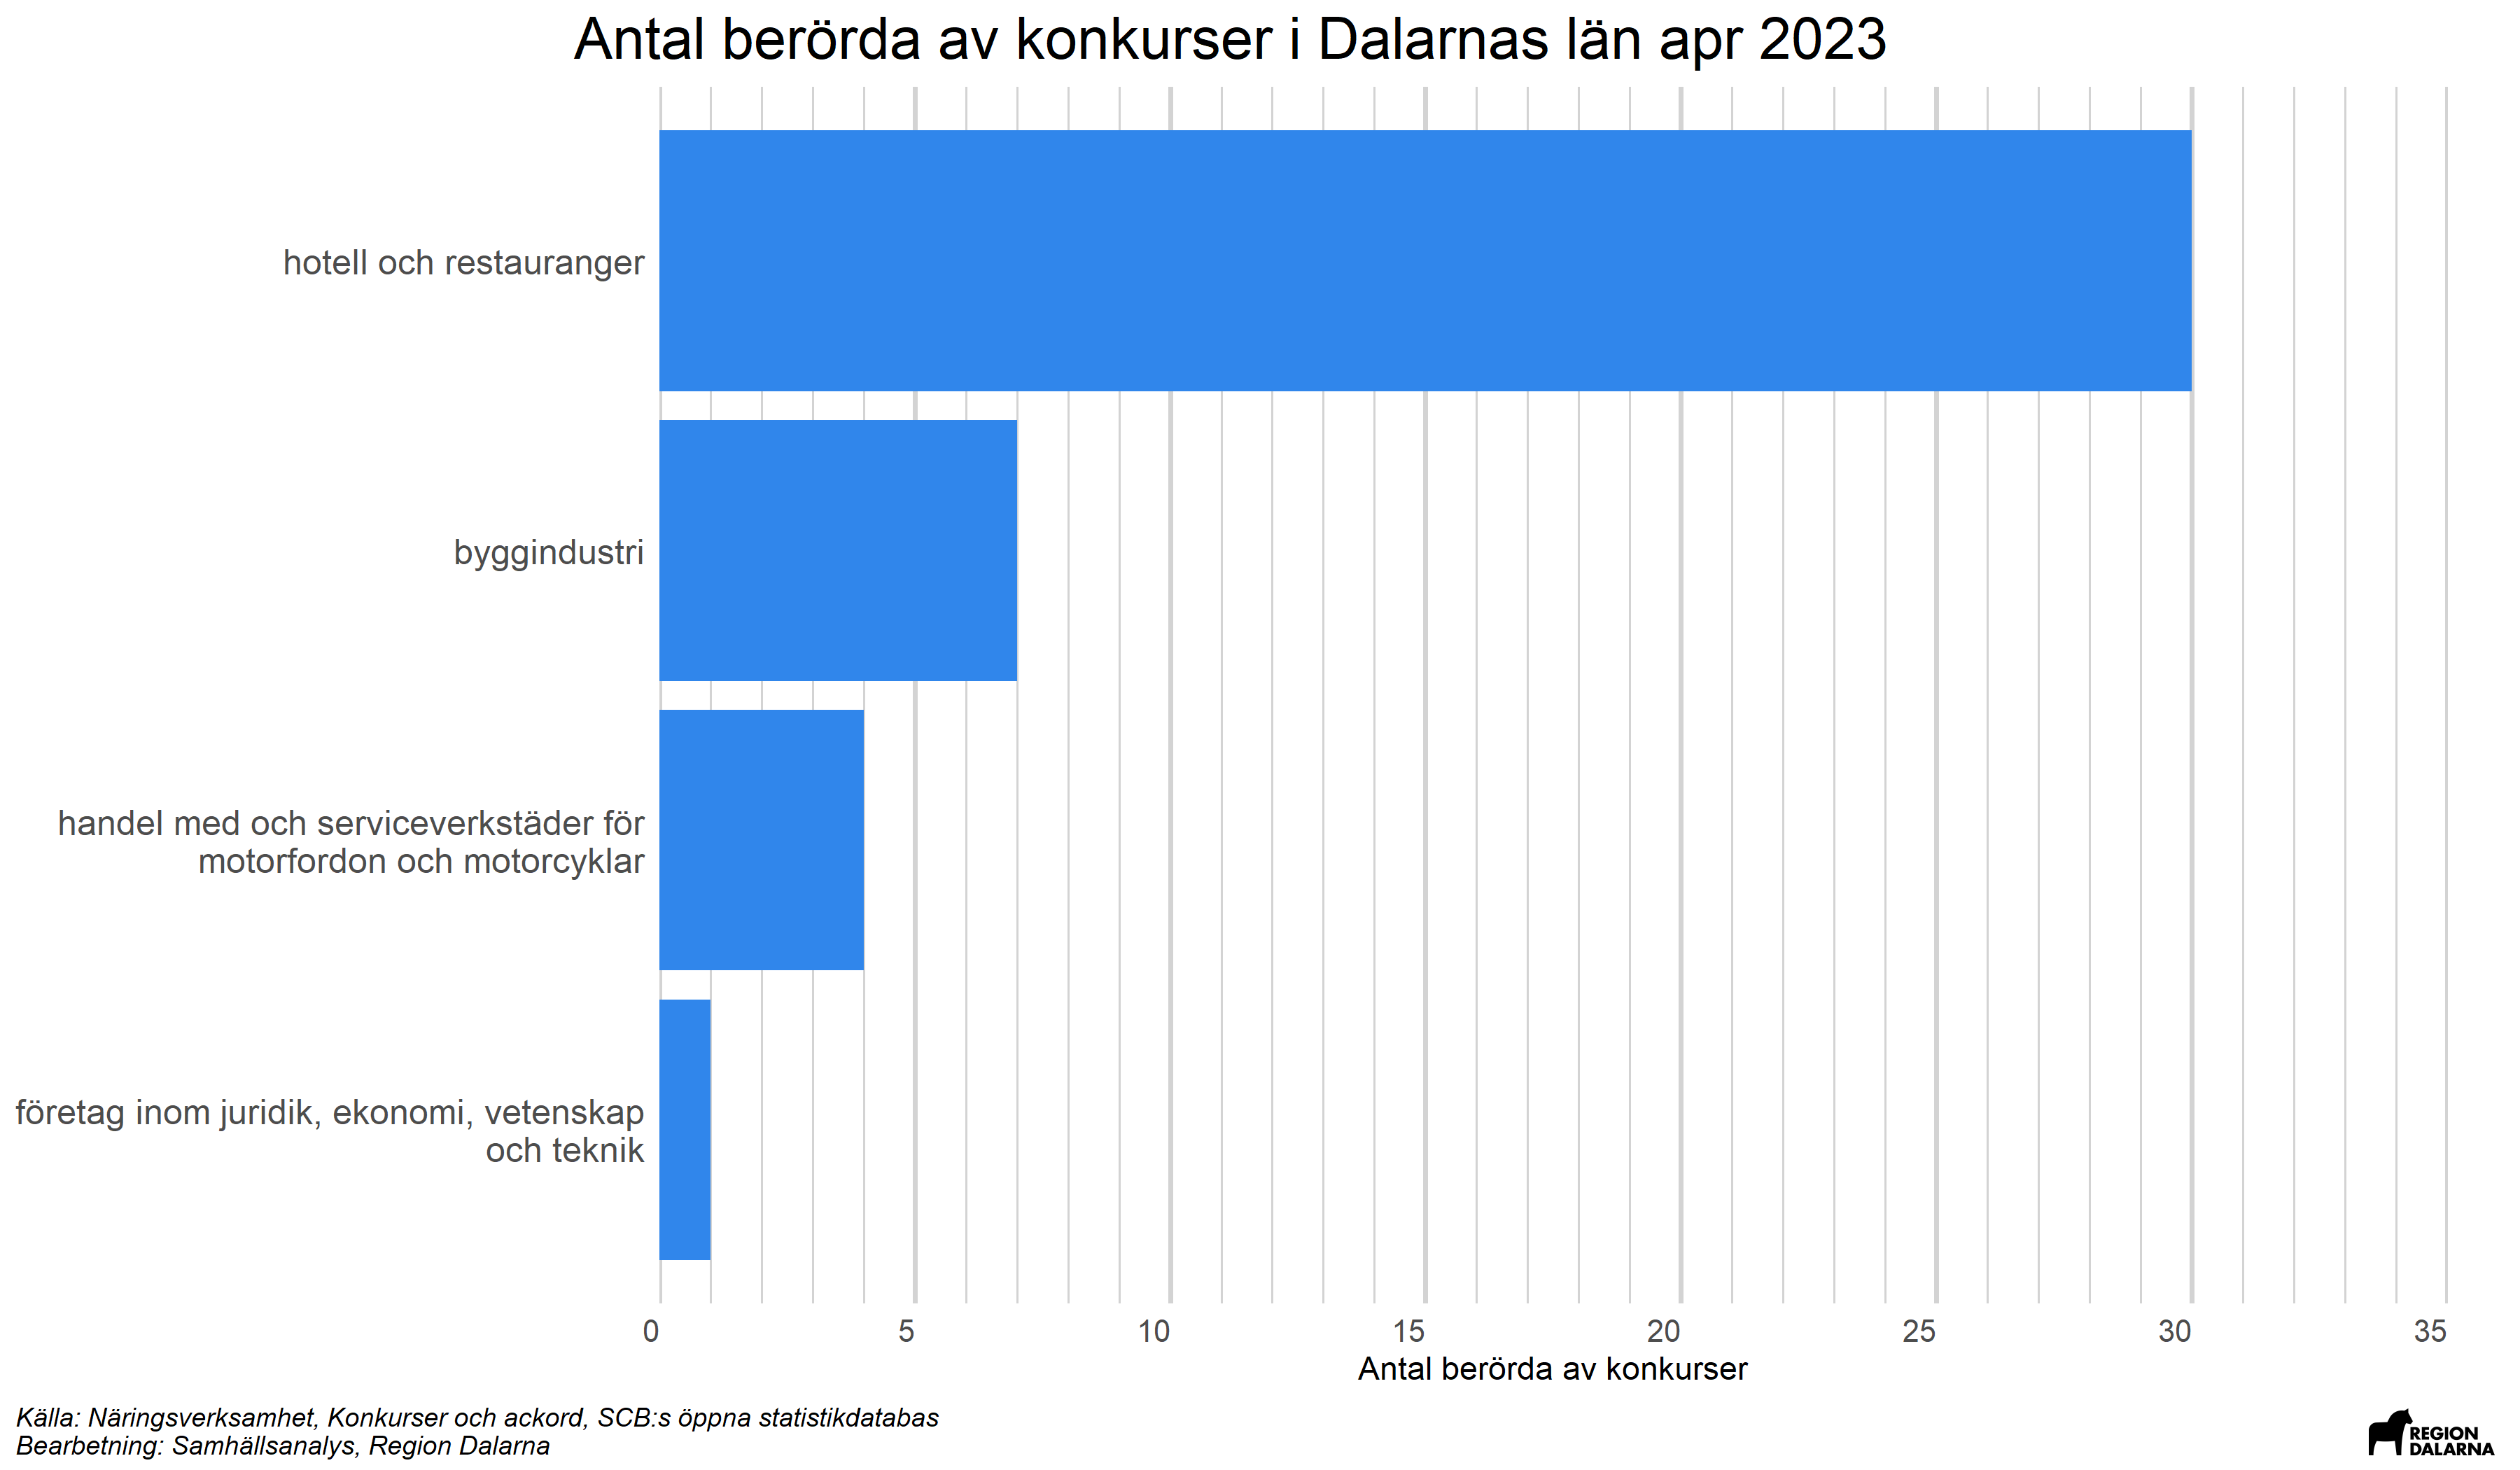 Antal berörda av konkurser i Dalarnas län apr 2023
hotell och restauranger
byggindustri
handel med och serviceverkstäder för
motorfordon och motorcyklar
företag inom juridik, ekonomi, vetenskap
och teknik
0 5 10 15 20 25 30 35
Antal berörda av konkurser
Källa: Näringsverksamhet, Konkurser och ackord, SCB:s öppna statistikdatabas
Bearbetning: Samhällsanalys, Region Dalarna
REGION
DALARNA